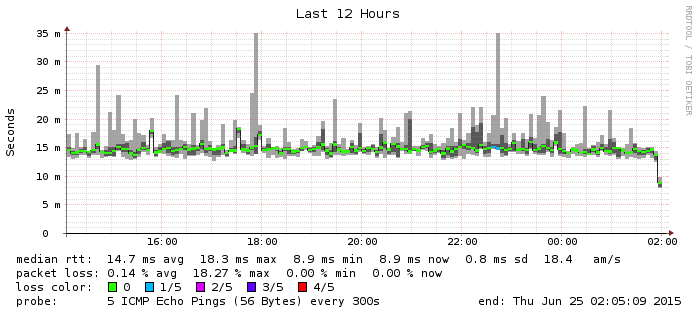 Last 12 Hours
RRDTOOL / TOBI OETIKER
Seconds
35 m
30 m
25 m
20 m
15 m
10 m
5 m
0
16:00 18:00 20:00 22:00 00:00 02:00
median rtt: 14.7 ms avg 18.3 ms max 8.9 ms min 8.9 ms now 0.8 ms sd 18.4 am/s
packet loss: 0.14 % avg 18.27 % max 0.00 % min 0.00 % now
loss color: 0 1/5 2/5 3/5 4/5
probe: 5 ICMP Echo Pings (56 Bytes) every 300s end: Thu Jun 25 02:05:09 2015